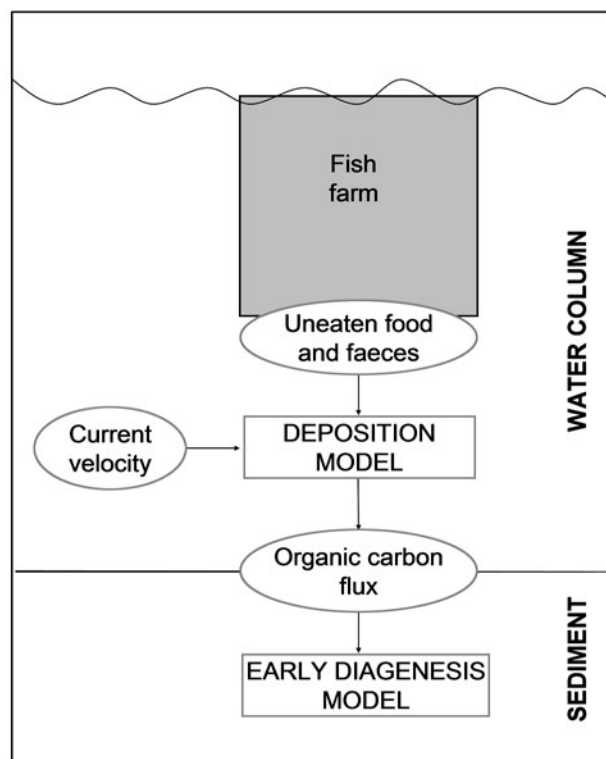 Fish
farm
Uneaten food
and faeces
Current
velocity
DEPOSITION
MODEL
WATER COLUMN
Organic carbon
flux
EARLY DIAGENESIS
MODEL
SEDIMENT